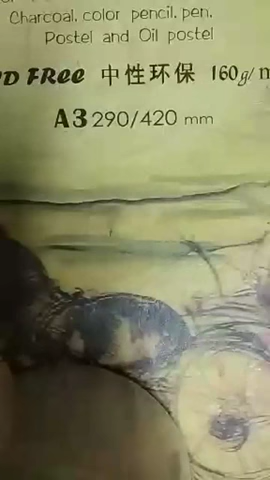 Charcoal, color pencil, pen,
Postel and Oil postel
D FRee 中性环保 160g/m
A3 290/420 mm